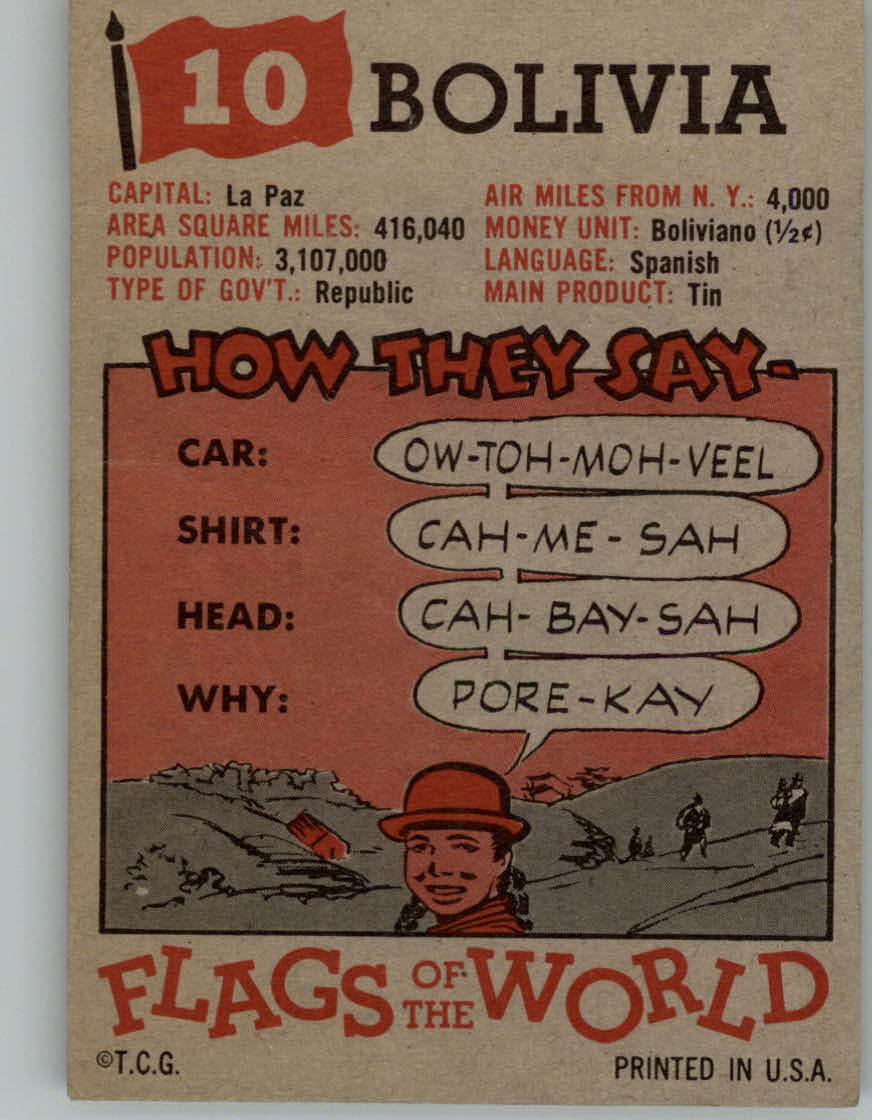 10 BOLIVIA
CAPITAL: La Paz
AREA SQUARE MILES: 416,040
POPULATION: 3,107,000
TYPE OF GOV'T.: Republic
AIR MILES FROM N. Y.: 4,000
MONEY UNIT: Boliviano (½¢)
LANGUAGE: Spanish
MAIN PRODUCT: Tin
HOW THEY SAY-
CAR: OW-TOH-MOH-VEEL
SHIRT: CAH-ME-SAH
HEAD: CAH-BAY-SAH
WHY: PORE-KAY
FLAGS OF THE WORLD
©T.C.G. PRINTED IN U.S.A.